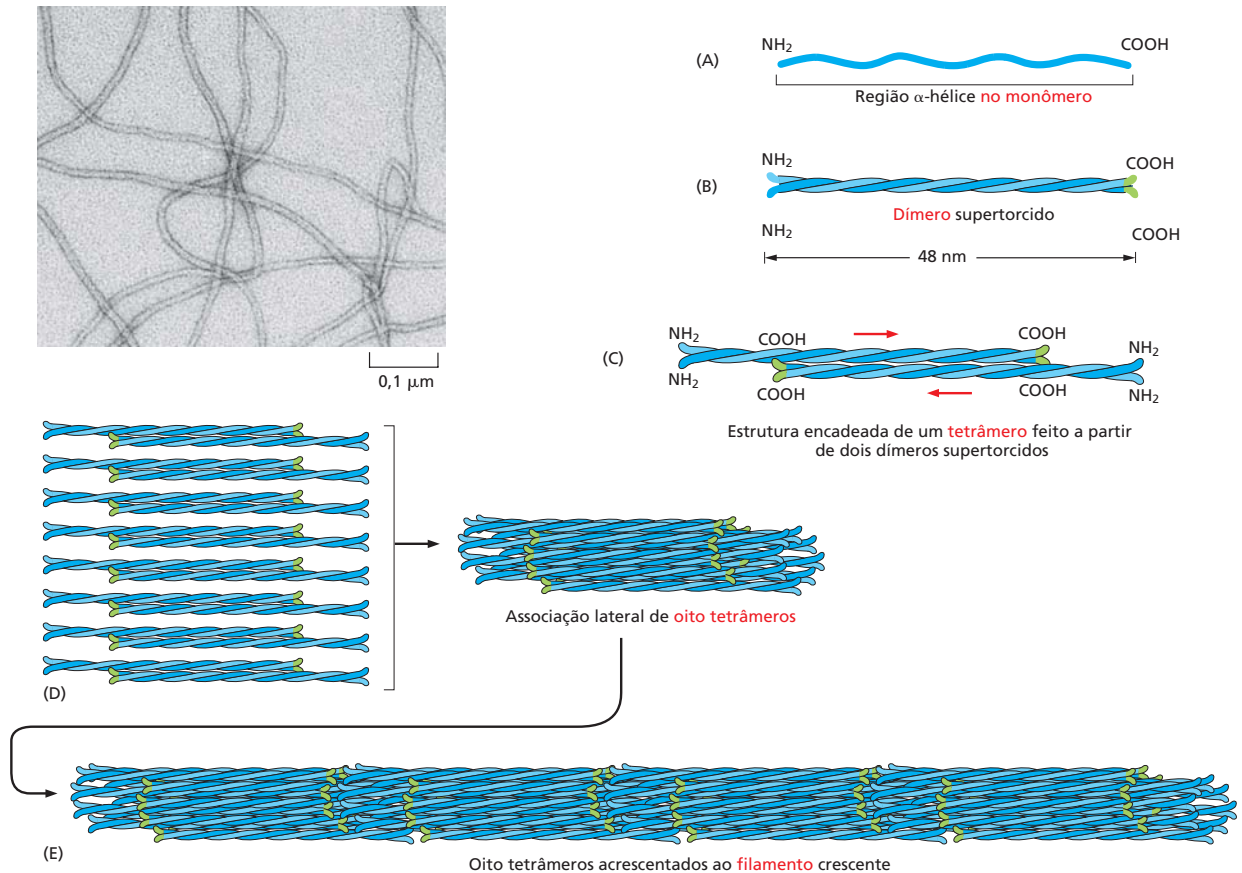 0,1 µm
(A)
NH2
COOH
Região α-hélice no monômero
(B)
NH2
COOH
Dímero supertorcido
NH2
COOH
48 nm
(C)
NH2
COOH
COOH
NH2
NH2
COOH
COOH
NH2
Estrutura encadeada de um tetrâmero feito a partir
de dois dímeros supertorcidos
(D)
Associação lateral de oito tetrâmeros
(E)
Oito tetrâmeros acrescentados ao filamento crescente